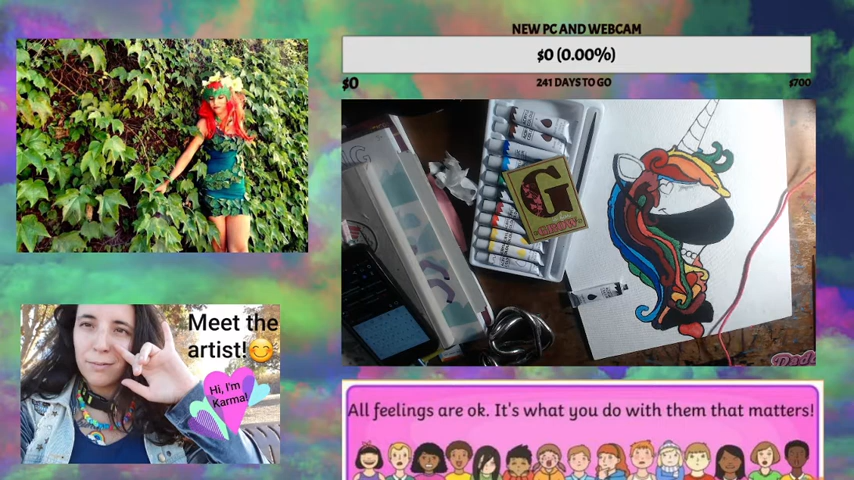 NEW PC AND WEBCAM
$0 (0.00%)
$0
241 DAYS TO GO
$700
G
GROW
Meet the
artist!😊
Hi, I'm
Karma!
All feelings are ok. It's what you do with them that matters!